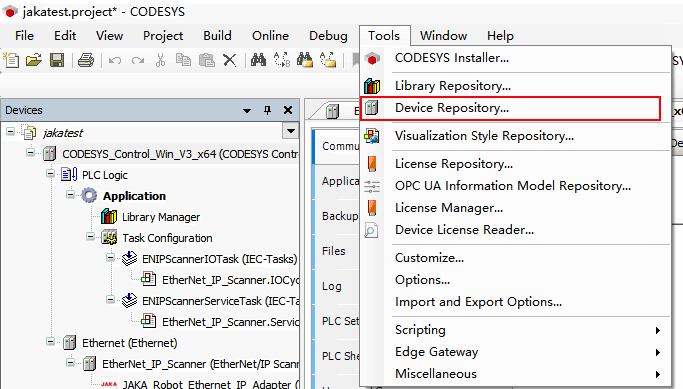 jakatest.project* - CODESYS
File Edit View Project Build Online Debug Tools Window Help
CODESYS Installer...
Library Repository...
Device Repository...
Visualization Style Repository...
License Repository...
OPC UA Information Model Repository...
License Manager...
Device License Reader...
Customize...
Options...
Import and Export Options...
Scripting
Edge Gateway
Miscellaneous
Devices
jakatest
CODESYS_Control_Win_V3_x64 (CODESYS Contr
PLC Logic
Application
Library Manager
Task Configuration
ENIPScannerIOTask (IEC-Tasks)
EtherNet_IP_Scanner.IOCyc
ENIPScannerServiceTask (IEC-Ta
EtherNet_IP_Scanner.Servic
Ethernet (Ethernet)
EtherNet_IP_Scanner (EtherNet/IP Scann
JAKA JAKA_Robot_Ethernet_IP_Adapter (
Commu
Applica
Backup
Files
Log
PLC Set
PLC She